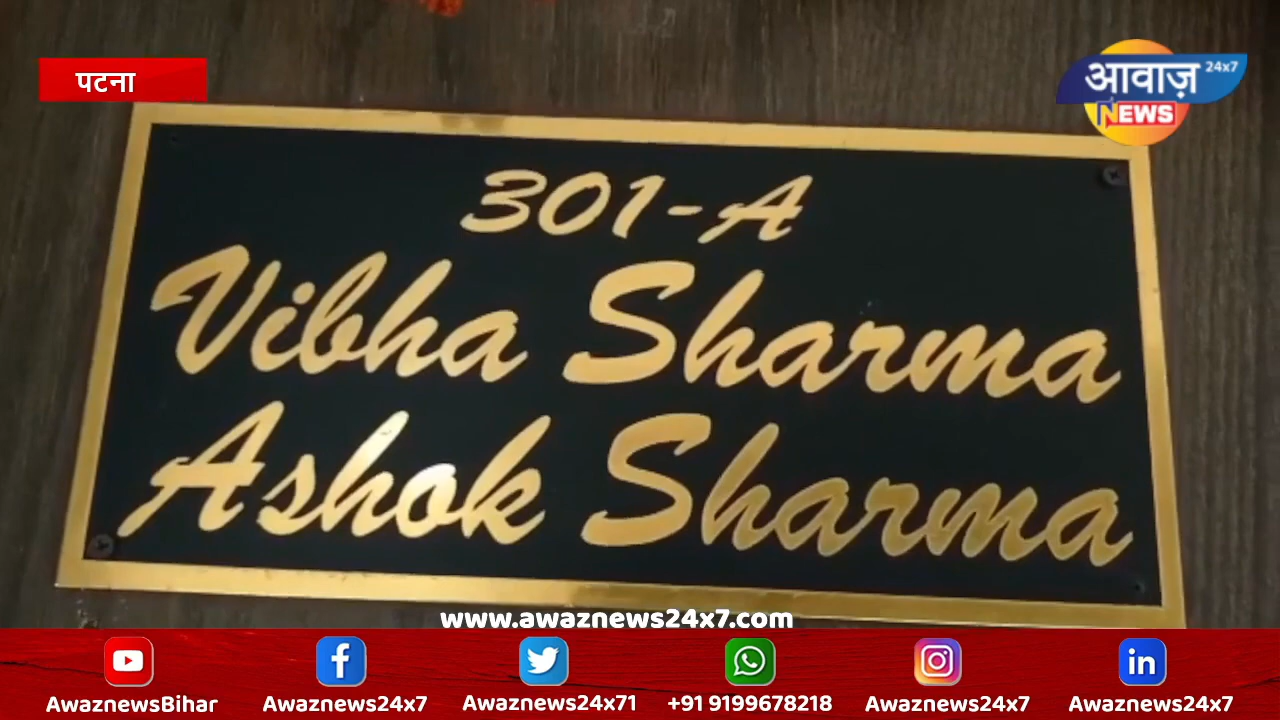 पटना
आवाज़ 24x7
NEWS
301-A
Vibha Sharma
Ashok Sharma
www.awaznews24x7.com
AwaznewsBihar Awaznews24x7 Awaznews24x71 +91 9199678218 Awaznews24x7 Awaznews24x7